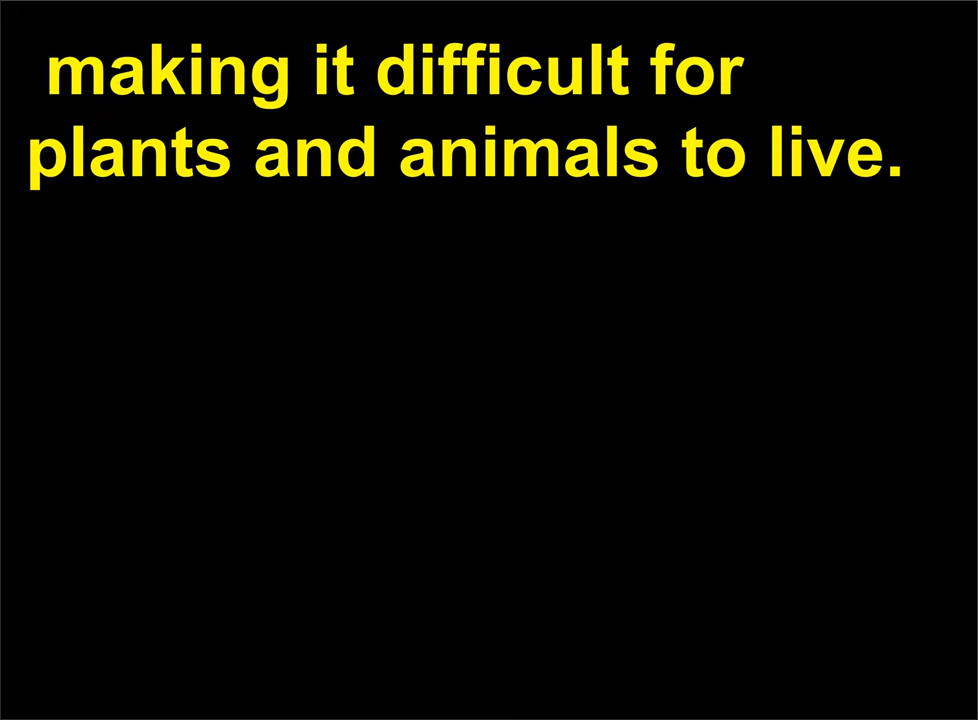 making it difficult for
plants and animals to live.